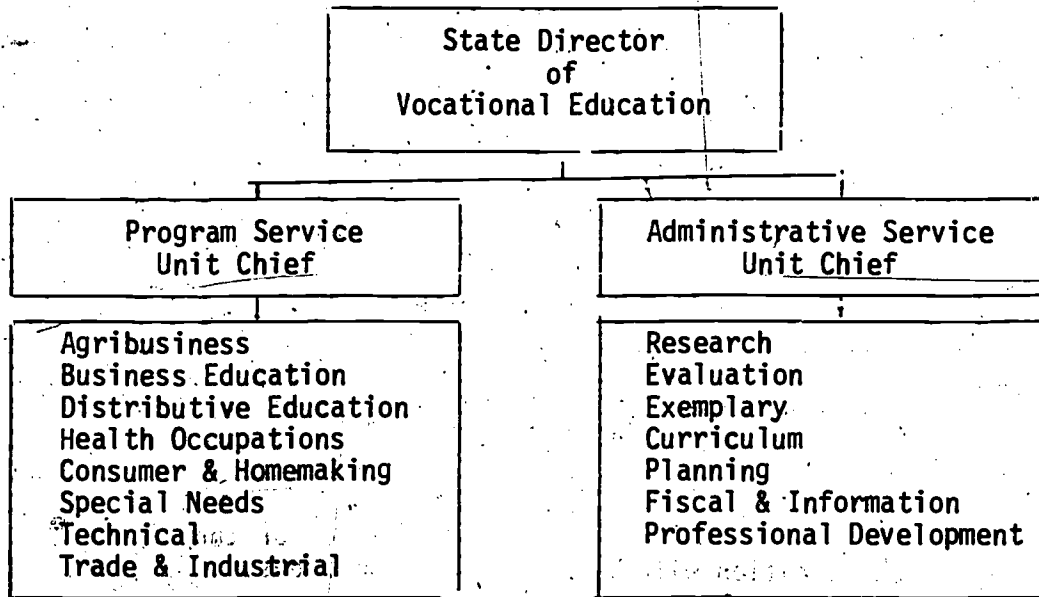 State Director
of
Vocational Education
Program Service
Unit Chief
Administrative Service
Unit Chief
Agribusiness
Business Education
Distributive Education
Health Occupations
Consumer & Homemaking
Special Needs
Technical
Trade & Industrial
Research
Evaluation
Exemplary
Curriculum
Planning
Fiscal & Information
Professional Development